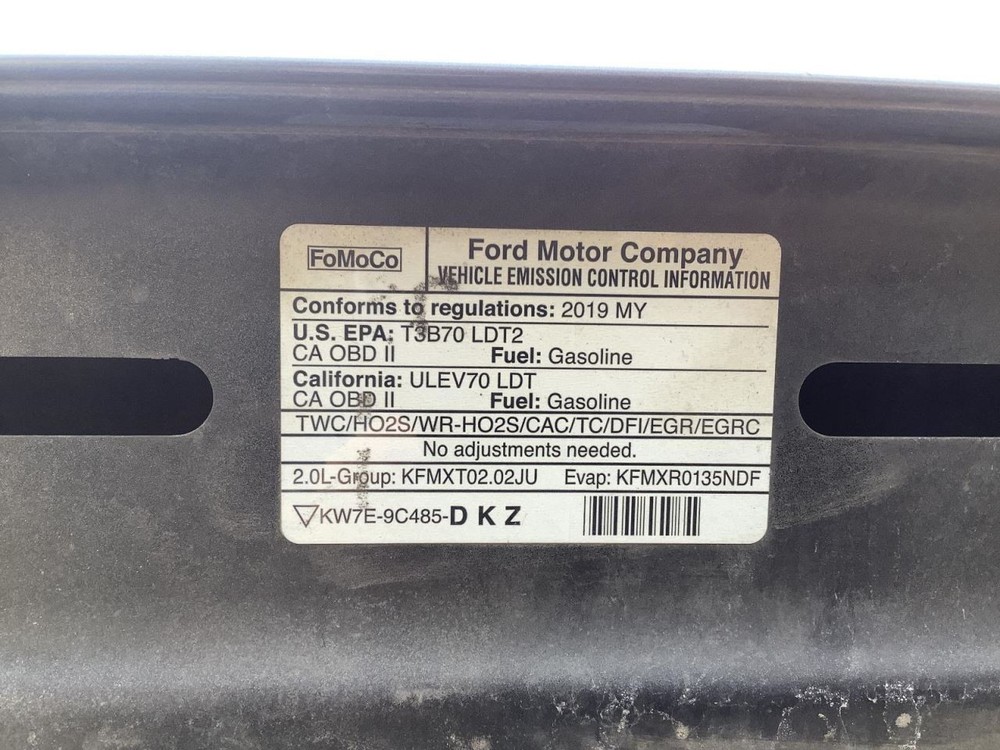 FoMoCo
Ford Motor Company
VEHICLE EMISSION CONTROL INFORMATION
Conforms to regulations: 2019 MY
U.S. EPA: T3B70 LDT2
CA OBD II Fuel: Gasoline
California: ULEV70 LDT
CA OBD II Fuel: Gasoline
TWC/HO2S/WR-HO2S/CAC/TC/DFI/EGR/EGRC
No adjustments needed.
2.0L-Group: KFMXT02.02JU Evap: KFMXR0135NDF
KW7E-9C485-D K Z